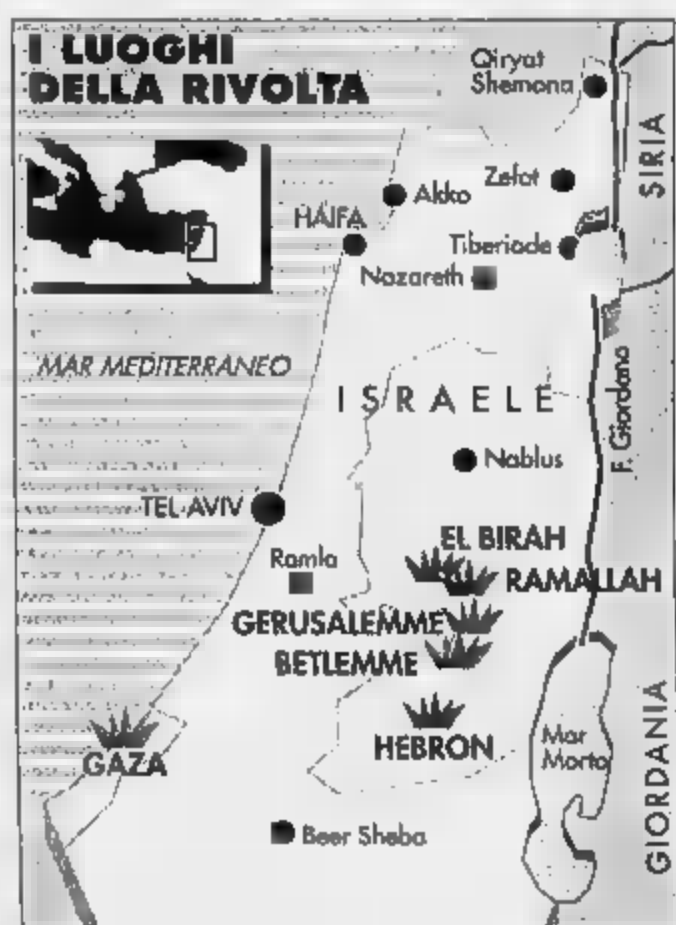 I LUOGHI
DELLA RIVOLTA
Qiryat
Shemona
SIRIA
Zefat
Akko
HAIFA
Tiberiade
Nazareth
MAR MEDITERRANEO
ISRAELE
F. Giordano
Nablus
TEL AVIV
EL BIRAH
Ramla
RAMALLAH
GERUSALEMME
BETLEMME
HEBRON
GAZA
Mar
Morto
GIORDANIA
Beer Sheba